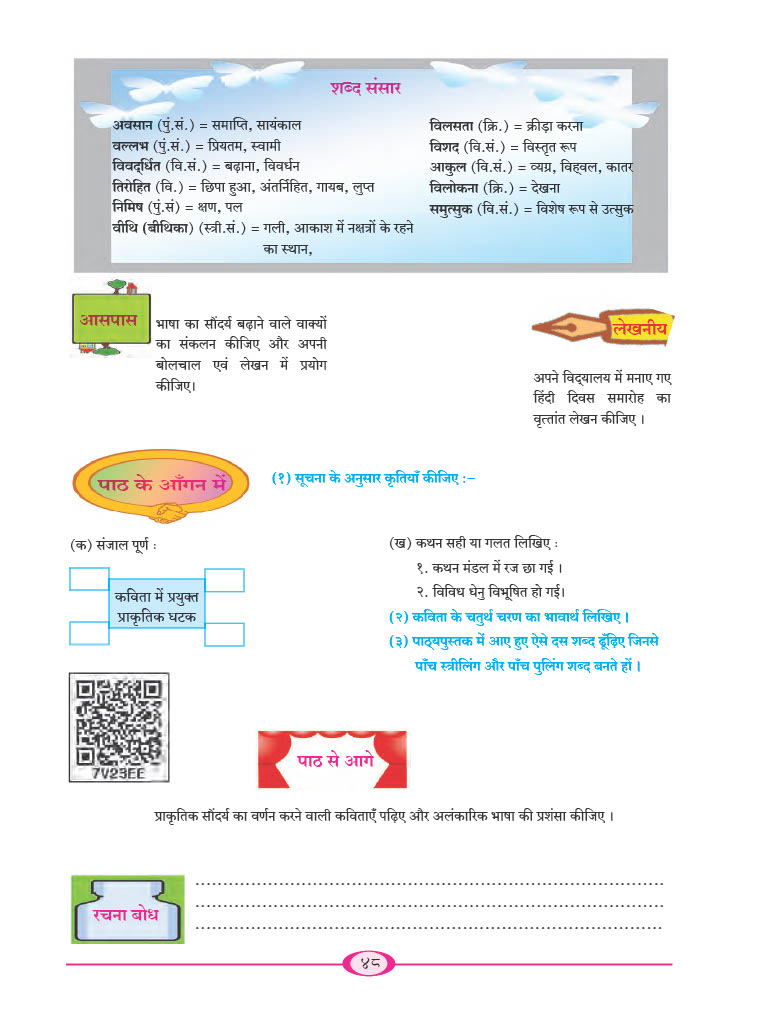 शब्द संसार
अवसान (पुं.सं.) = समाप्ति, सायंकाल
वल्लभ (पुं.सं.) = प्रियतम, स्वामी
विवद्‌र्धित (वि.सं.) = बढ़ाना, विवर्धन
तिरोहित (वि.) = छिपा हुआ, अंतर्निहित, गायब, लुप्त
निमिष (पुं.सं) = क्षण, पल
वीथि (बीथिका) (स्त्री.सं.) = गली, आकाश में नक्षत्रों के रहने
का स्थान,
विलसता (क्रि.) = क्रीड़ा करना
विशद (वि.सं.) = विस्तृत रूप
आकुल (वि.सं.) = व्यग्र, विह्‌वल, कातर
विलोकना (क्रि.) = देखना
समुत्सुक (वि.सं.) = विशेष रूप से उत्सुक
आसपास
भाषा का सौंदर्य बढ़ाने वाले वाक्यों
का संकलन कीजिए और अपनी
बोलचाल एवं लेखन में प्रयोग
कीजिए।
लेखनीय
अपने विद्‌यालय में मनाए गए
हिंदी दिवस समारोह का
वृत्तांत लेखन कीजिए ।
पाठ के आँगन में
(१) सूचना के अनुसार कृतियाँ कीजिए :–
(क) संजाल पूर्ण :
कविता में प्रयुक्त
प्राकृतिक घटक
(ख) कथन सही या गलत लिखिए :
१. कथन मंडल में रज छा गई ।
२. विविध धेनु विभूषित हो गई।
(२) कविता के चतुर्थ चरण का भावार्थ लिखिए ।
(३) पाठ्‌यपुस्तक में आए हुए ऐसे दस शब्द ढूँढ़िए जिनसे
पाँच स्त्रीलिंग और पाँच पुलिंग शब्द बनते हों ।
7V23EE
पाठ से आगे
प्राकृतिक सौंदर्य का वर्णन करने वाली कविताएँ पढ़िए और अलंकारिक भाषा की प्रशंसा कीजिए ।
रचना बोध
४८